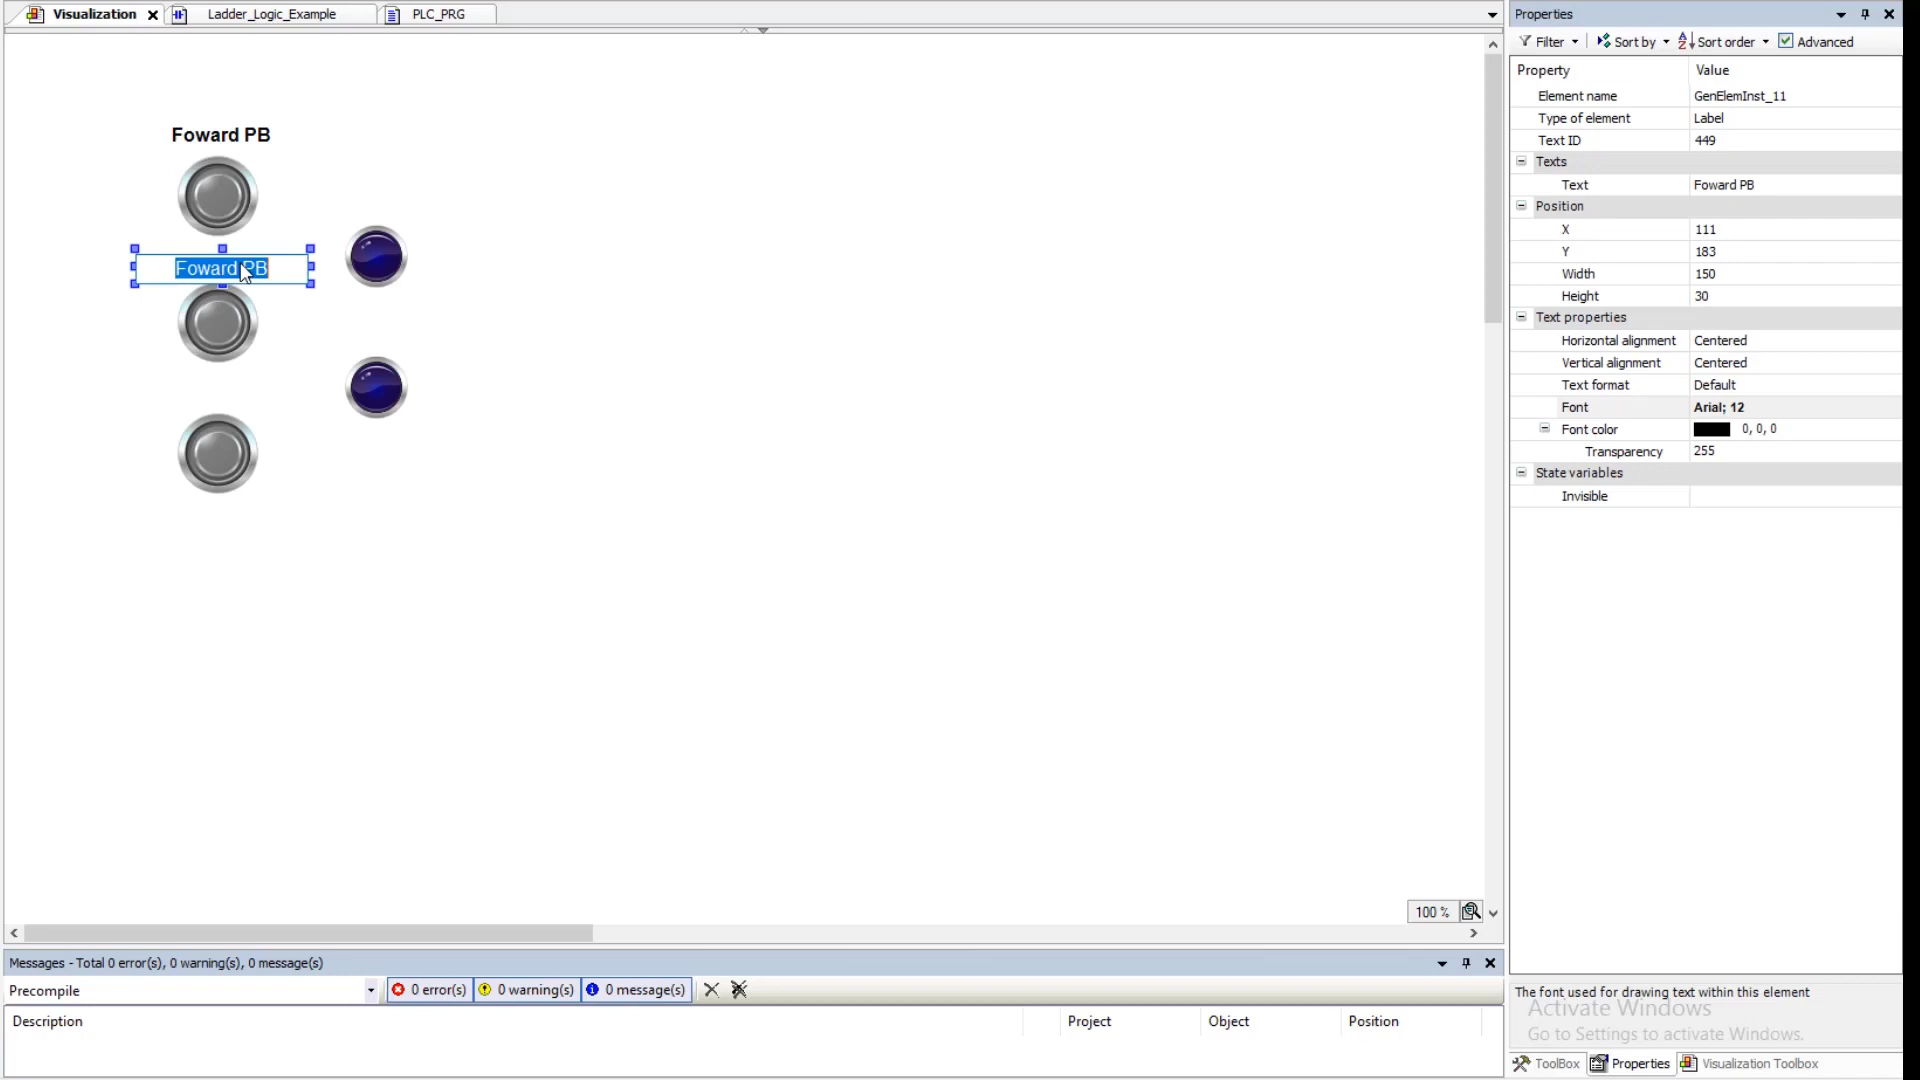 Visualization Ladder_Logic_Example PLC_PRG
Foward PB
Foward PB
100 %
Properties
Filter Sort by Sort order Advanced
Property Value
Element name GenElemInst_11
Type of element Label
Text ID 449
Texts
Text Foward PB
Position
X 111
Y 183
Width 150
Height 30
Text properties
Horizontal alignment Centered
Vertical alignment Centered
Text format Default
Font Arial; 12
Font color 0, 0, 0
Transparency 255
State variables
Invisible
The font used for drawing text within this element
Activate Windows
Go to Settings to activate Windows.
ToolBox Properties Visualization Toolbox
Messages - Total 0 error(s), 0 warning(s), 0 message(s)
Precompile 0 error(s) 0 warning(s) 0 message(s)
Description Project Object Position